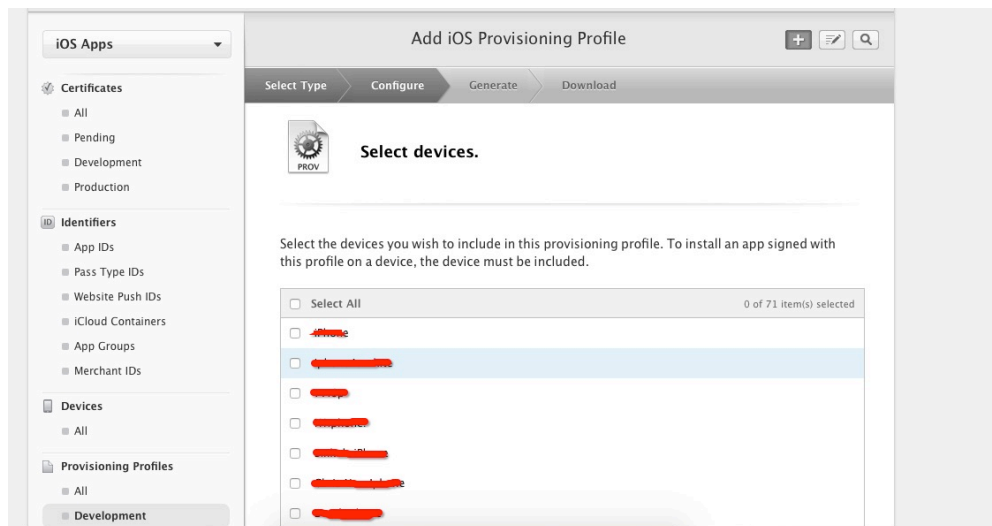 iOS Apps
Add iOS Provisioning Profile
Certificates
All
Pending
Development
Production
ID Identifiers
App IDs
Pass Type IDs
Website Push IDs
iCloud Containers
App Groups
Merchant IDs
Devices
All
Provisioning Profiles
All
Development
Select Type Configure Generate Download
PROV
Select devices.
Select the devices you wish to include in this provisioning profile. To install an app signed with
this profile on a device, the device must be included.
Select All 0 of 71 item(s) selected
iPhone